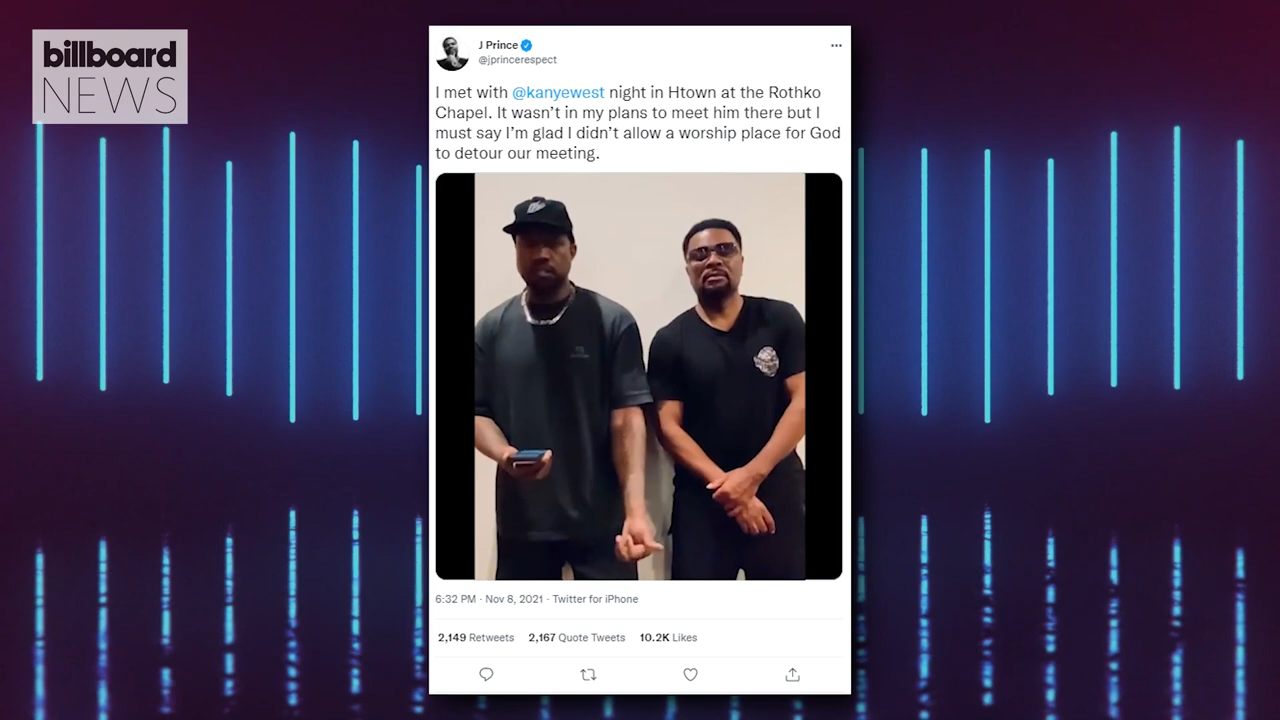 billboard
NEWS
J Prince
@jprincerespect
I met with @kanyewest night in Htown at the Rothko
Chapel. It wasn't in my plans to meet him there but I
must say I'm glad I didn't allow a worship place for God
to detour our meeting.
6:32 PM · Nov 8, 2021 · Twitter for iPhone
2,149 Retweets 2,167 Quote Tweets 10.2K Likes